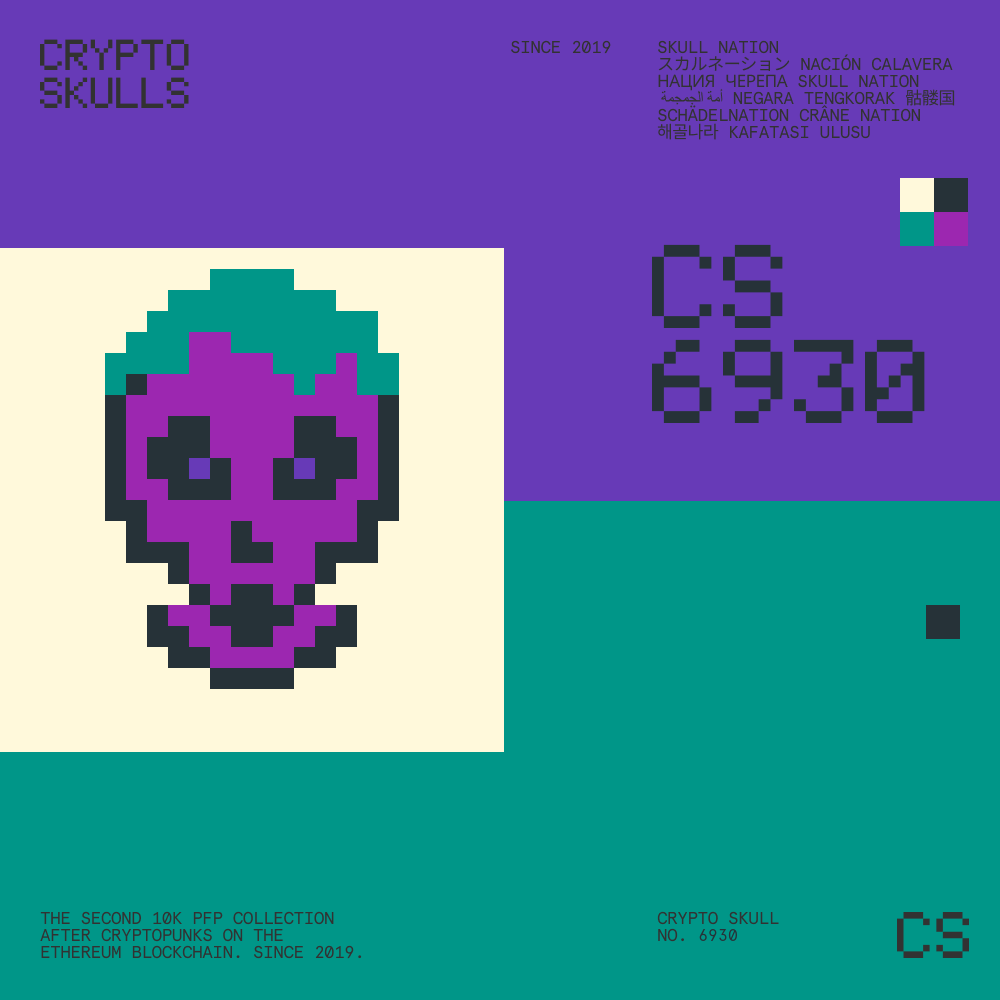 CRYPTO
SKULLS
SINCE 2019
SKULL NATION
スカルネーション NACIÓN CALAVERA
НАЦИЯ ЧЕРЕПА SKULL NATION
أمة الجمجمة NEGARA TENGKORAK 骷髅国
SCHÄDELNATION CRÂNE NATION
해골나라 KAFATASI ULUSU
CS
6930
THE SECOND 10K PFP COLLECTION
AFTER CRYPTOPUNKS ON THE
ETHEREUM BLOCKCHAIN. SINCE 2019.
CRYPTO SKULL
NO. 6930
CS